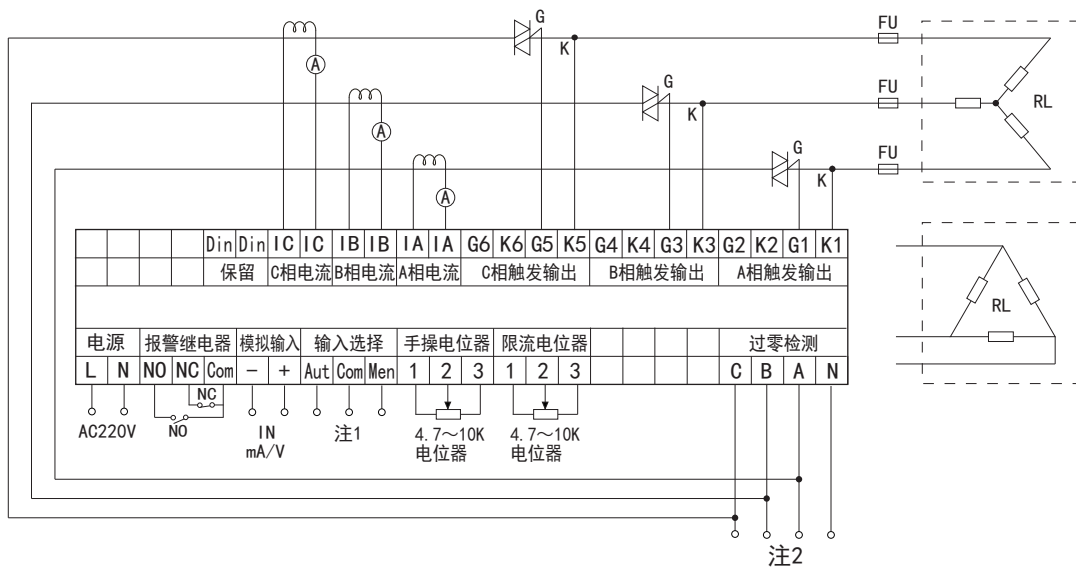 G
K
FU
A
G
K
FU
RL
A
G
K
FU
A
Din Din IC IC IB IB IA IA G6 K6 G5 K5 G4 K4 G3 K3 G2 K2 G1 K1
保留 C相电流 B相电流 A相电流 C相触发输出 B相触发输出 A相触发输出
RL
电源 报警继电器 模拟输入 输入选择 手操电位器 限流电位器 过零检测
L N NO NC Com − + Aut Com Men 1 2 3 1 2 3 C B A N
NC
AC220V NO IN 注1 4.7～10K 4.7～10K
mA/V 电位器 电位器
注2